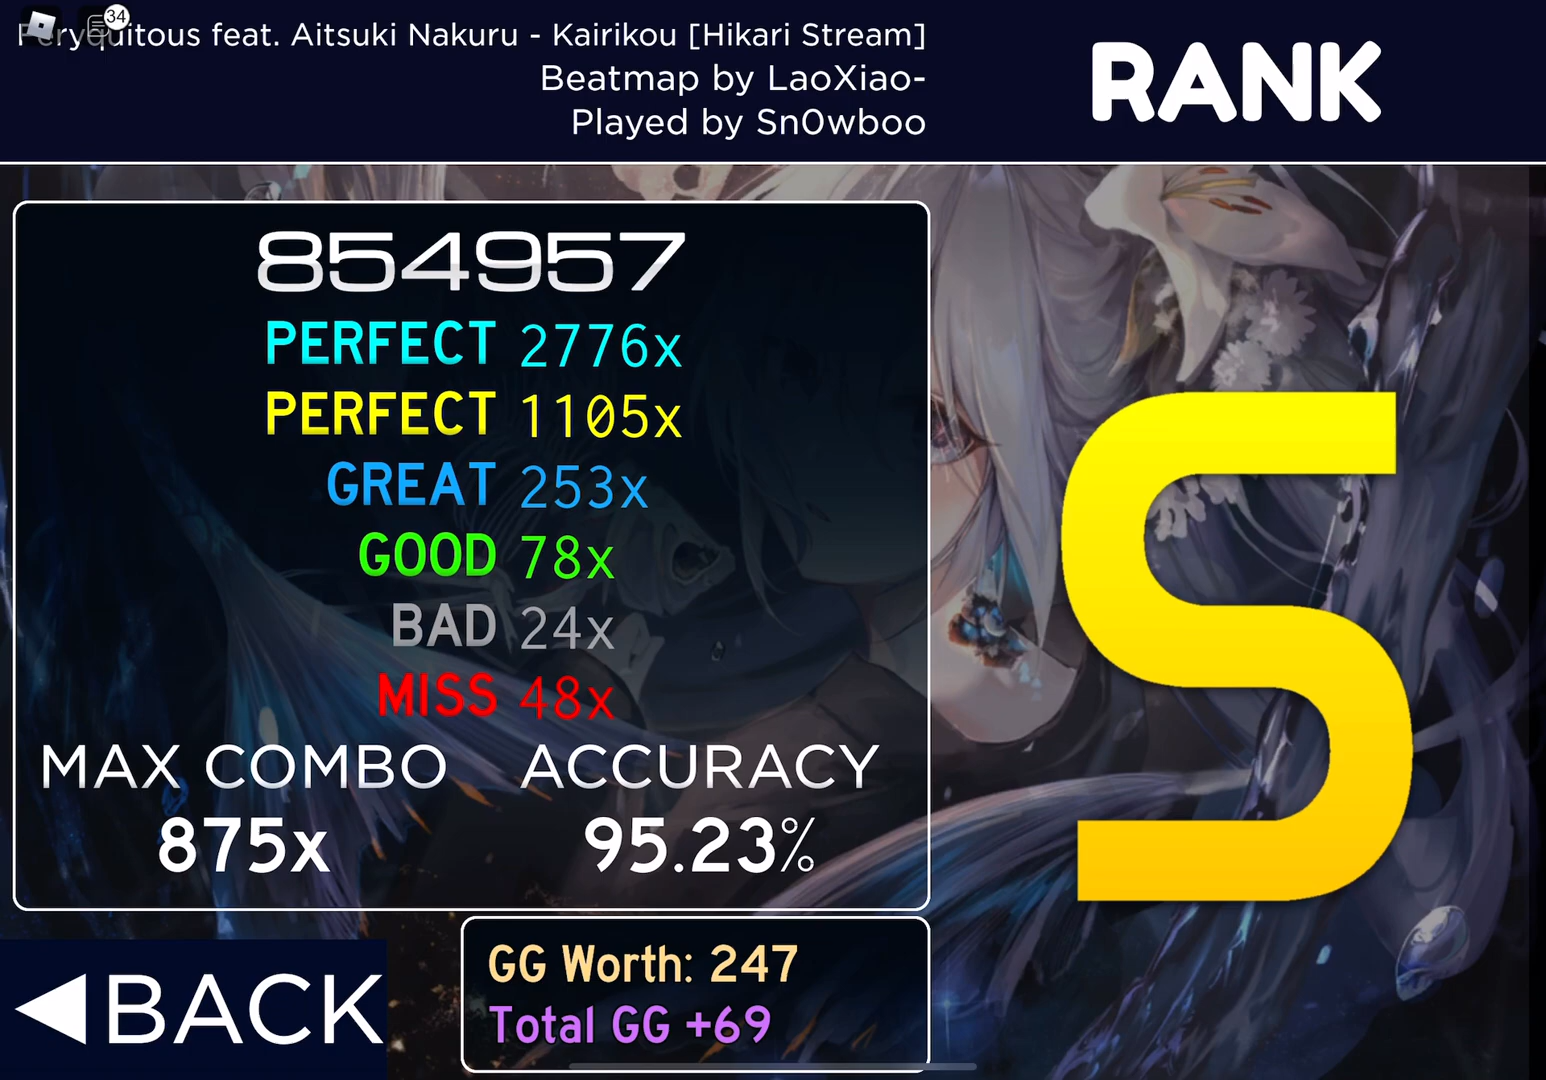 34
feat. Aitsuki Nakuru - Kairikou [Hikari Stream]
Beatmap by LaoXiao-
Played by Sn0wboo
RANK
854957
PERFECT 2776x
PERFECT 1105x
GREAT 253x
GOOD 78x
BAD 24x
MISS 48x
MAX COMBO ACCURACY
875x 95.23%
S
GG Worth: 247
Total GG +69
◀BACK